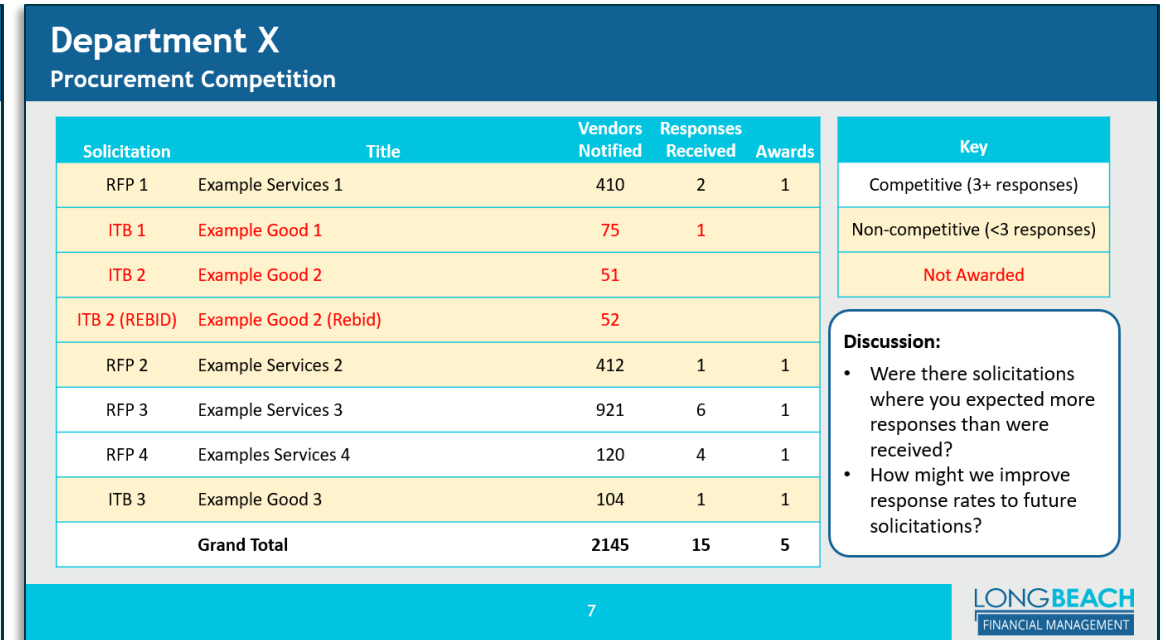 Department X
Procurement Competition
Solicitation Title Vendors Notified Responses Received Awards
RFP 1 Example Services 1 410 2 1
ITB 1 Example Good 1 75 1
ITB 2 Example Good 2 51
ITB 2 (REBID) Example Good 2 (Rebid) 52
RFP 2 Example Services 2 412 1 1
RFP 3 Example Services 3 921 6 1
RFP 4 Examples Services 4 120 4 1
ITB 3 Example Good 3 104 1 1
Grand Total 2145 15 5
Key
Competitive (3+ responses)
Non-competitive (<3 responses)
Not Awarded
Discussion:
• Were there solicitations
where you expected more
responses than were
received?
• How might we improve
response rates to future
solicitations?
7
LONGBEACH
FINANCIAL MANAGEMENT